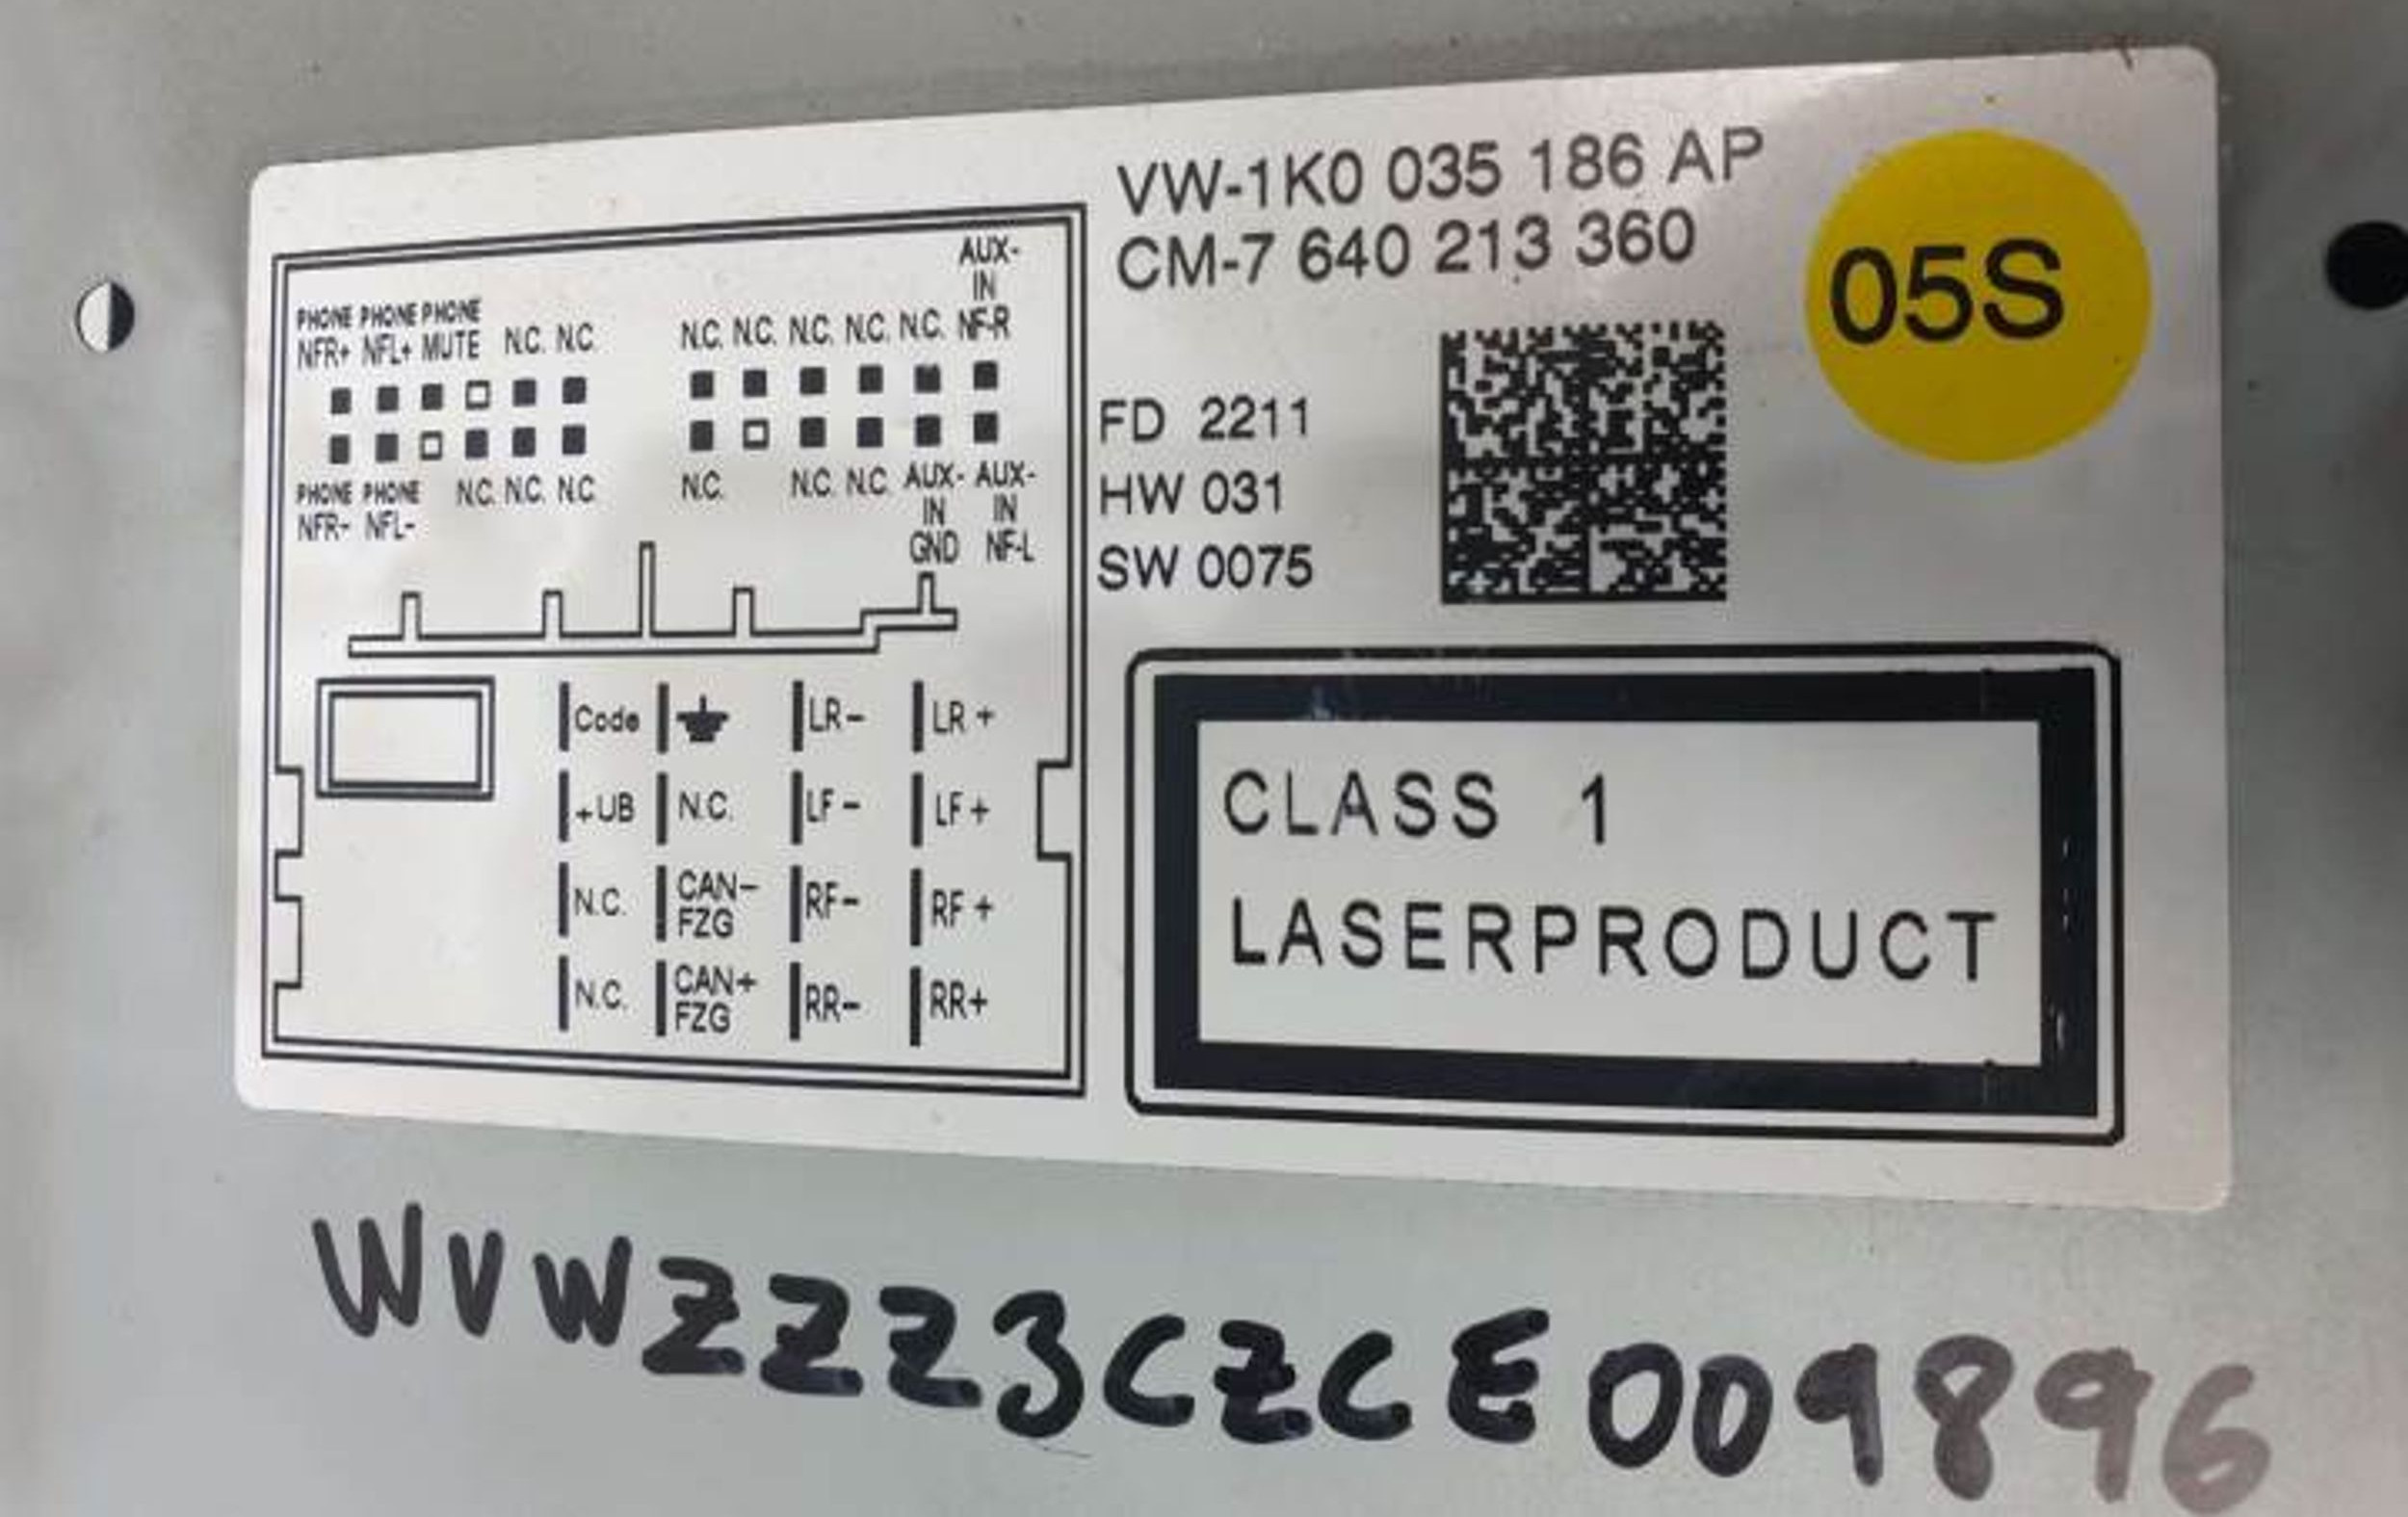 VW-1K0 035 186 AP
CM-7 640 213 360
05S
FD 2211
HW 031
SW 0075
AUX-
IN
PHONE PHONE PHONE
NFR+ NFL+ MUTE N.C. N.C. N.C. N.C. N.C. N.C. N.C. NF-R
PHONE PHONE N.C. N.C. N.C. N.C. N.C. N.C. AUX- AUX-
NFR- NFL- IN IN
GND NF-L
Code LR- LR+
+UB N.C. LF- LF+
N.C. CAN- FZG RF- RF+
N.C. CAN+ FZG RR- RR+
CLASS 1
LASERPRODUCT
WVWZZZ3CZCE009896